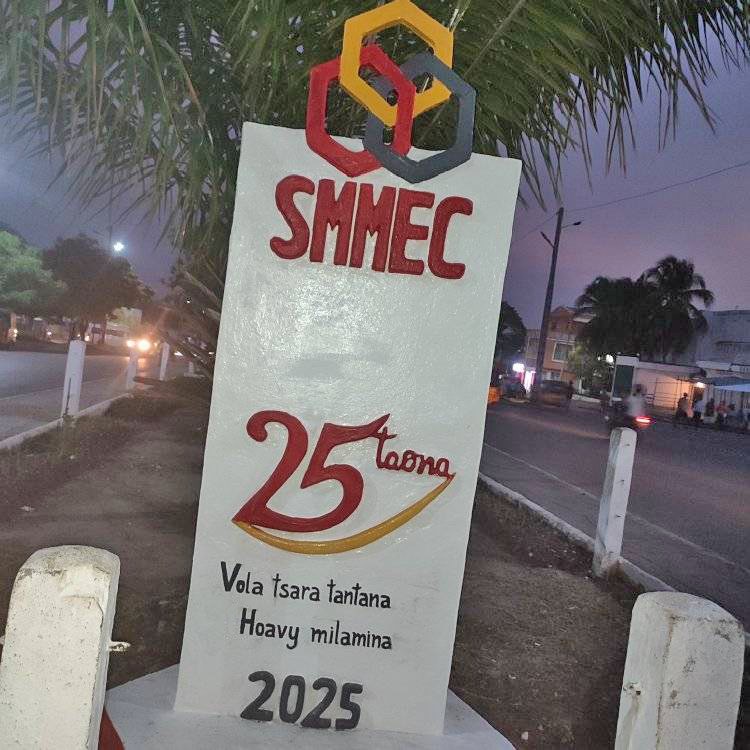 SMMEC
25 taona
Vola tsara tantana
Hoavy milamina
2025